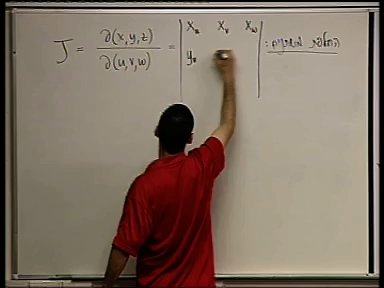 J = ∂(x,y,z) / ∂(u,v,w) = | x_u x_v x_w
y_u |